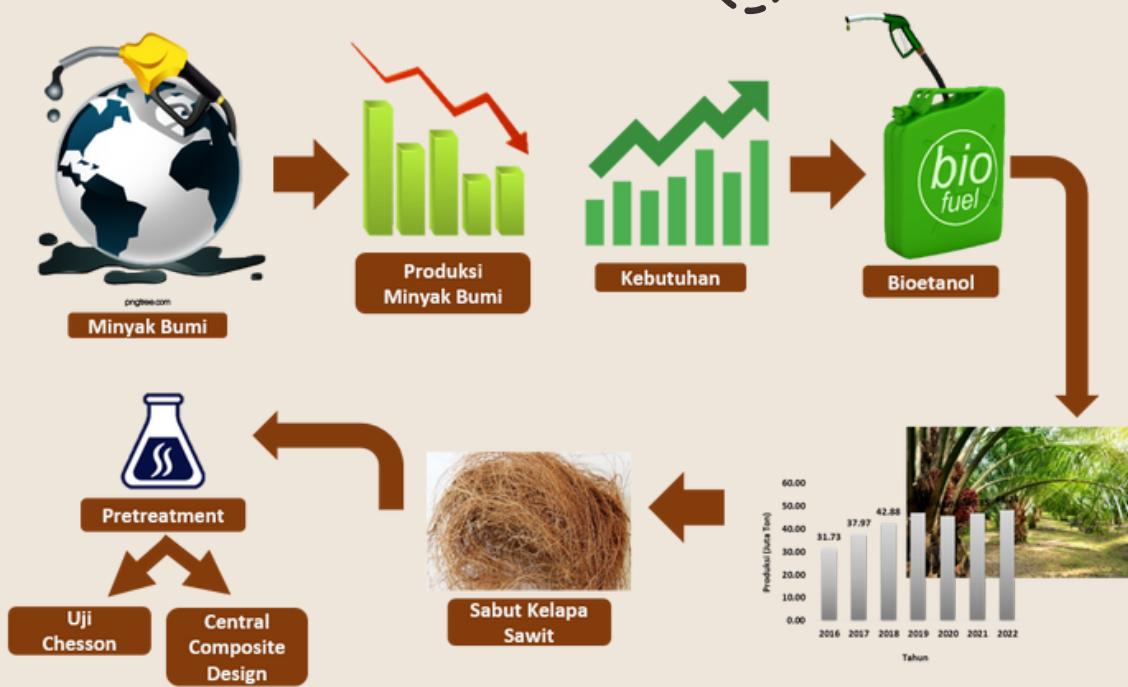 pngtree.com
Minyak Bumi
Produksi
Minyak Bumi
Kebutuhan
bio
fuel
Bioetanol
60.00
50.00
40.00
30.00
20.00
10.00
0.00
Produksi (Juta Ton)
31.73
37.97
42.88
2016 2017 2018 2019 2020 2021 2022
Tahun
Sabut Kelapa
Sawit
Pretreatment
Uji
Chesson
Central
Composite
Design